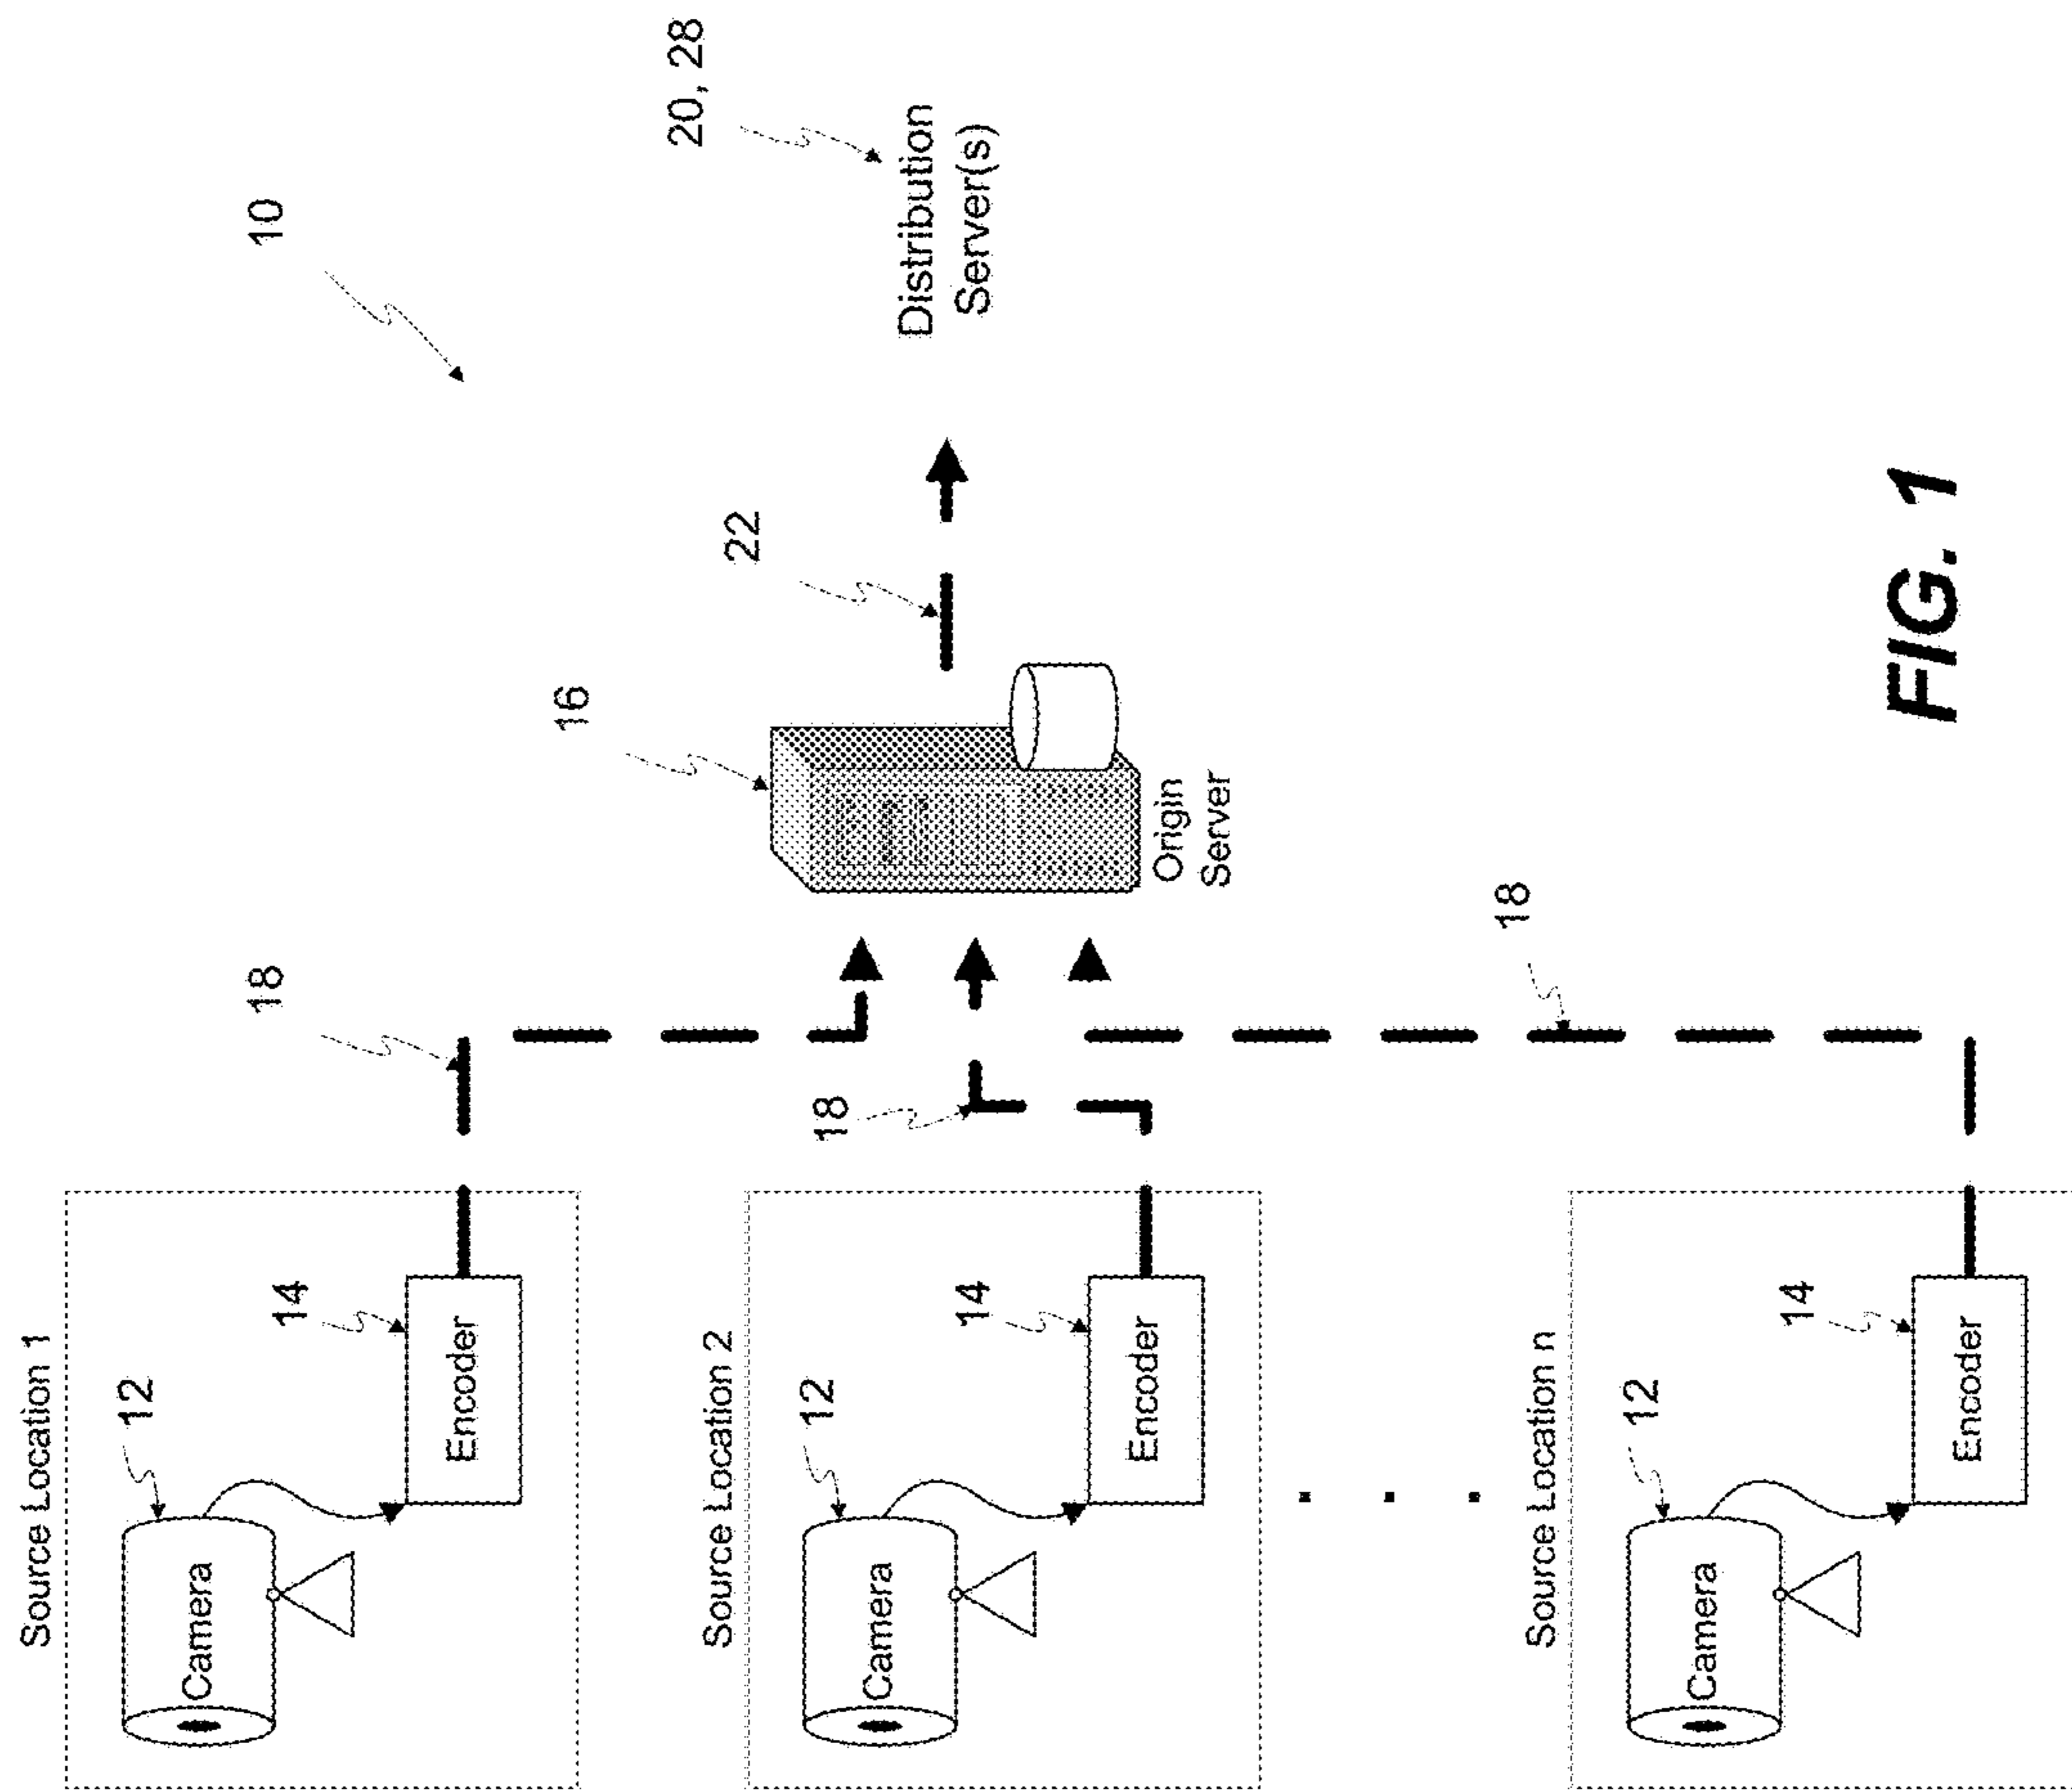 10
Source Location 1
12
Camera
14
Encoder
18
Source Location 2
12
Camera
14
Encoder
18
16
Origin
Server
22
20, 28
Distribution
Server(s)
Source Location n
12
Camera
14
Encoder
18
FIG. 1